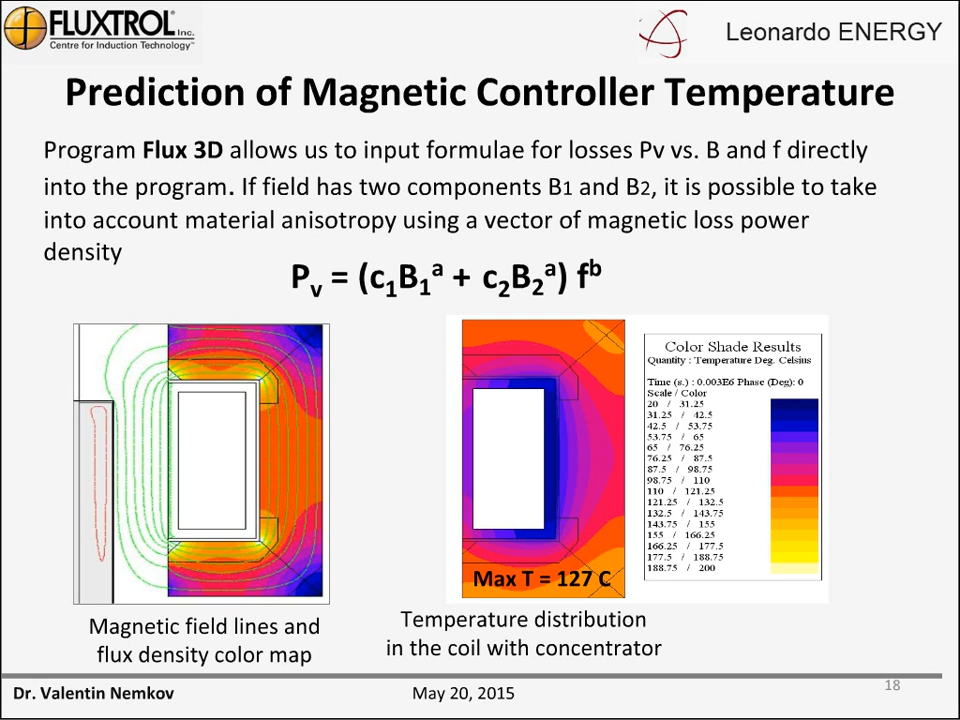 FLUXTROL Inc.
Centre for Induction Technology™
Leonardo ENERGY
Prediction of Magnetic Controller Temperature
Program Flux 3D allows us to input formulae for losses Pv vs. B and f directly
into the program. If field has two components B1 and B2, it is possible to take
into account material anisotropy using a vector of magnetic loss power
density
Pv = (c1B1^a + c2B2^a) f^b
Color Shade Results
Quantity : Temperature Deg. Celsius
Time (s.) : 0.003E6 Phase (Deg): 0
Scale / Color
20 / 31.25
31.25 / 42.5
42.5 / 53.75
53.75 / 65
65 / 76.25
76.25 / 87.5
87.5 / 98.75
98.75 / 110
110 / 121.25
121.25 / 132.5
132.5 / 143.75
143.75 / 155
155 / 166.25
166.25 / 177.5
177.5 / 188.75
188.75 / 200
Max T = 127 C
Magnetic field lines and
flux density color map
Temperature distribution
in the coil with concentrator
Dr. Valentin Nemkov
May 20, 2015
18